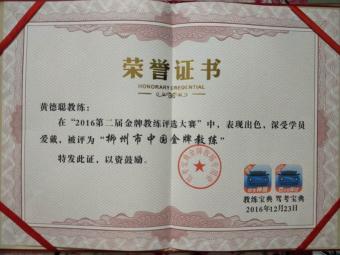 荣誉证书
HONORARY CREDENTIAL
黄德聪教练：
在“2016第二届金牌教练评选大赛”中，表现出色，深受学员
爱戴，被评为“柳州市中国金牌教练”
特发此证，以资鼓励。
教练宝典 驾考宝典
2016年12月23日